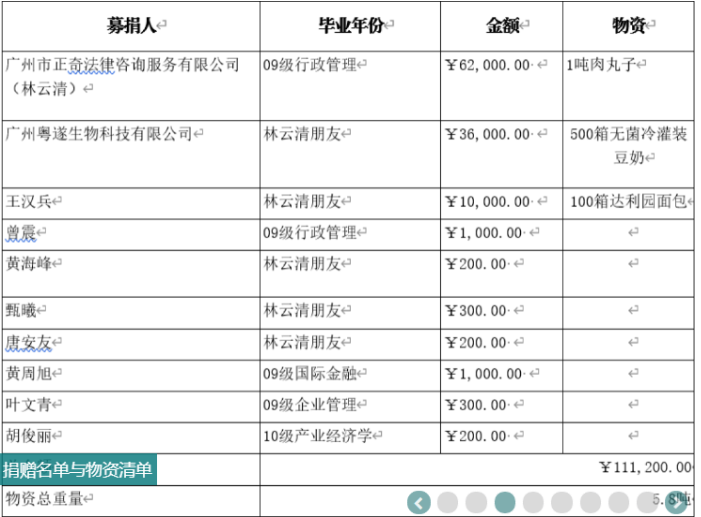 募捐人 毕业年份 金额 物资
广州市正奇法律咨询服务有限公司 09级行政管理 ¥62,000.00 1吨肉丸子
（林云清）
广州粤遂生物科技有限公司 林云清朋友 ¥36,000.00 500箱无菌冷灌装
豆奶
王汉兵 林云清朋友 ¥10,000.00 100箱达利园面包
曾震 09级行政管理 ¥1,000.00
黄海峰 林云清朋友 ¥200.00
甄曦 林云清朋友 ¥300.00
唐安友 林云清朋友 ¥200.00
黄周旭 09级国际金融 ¥1,000.00
叶文青 09级企业管理 ¥300.00
胡俊丽 10级产业经济学 ¥200.00
捐赠名单与物资清单 ¥111,200.00
物资总重量 5.8吨